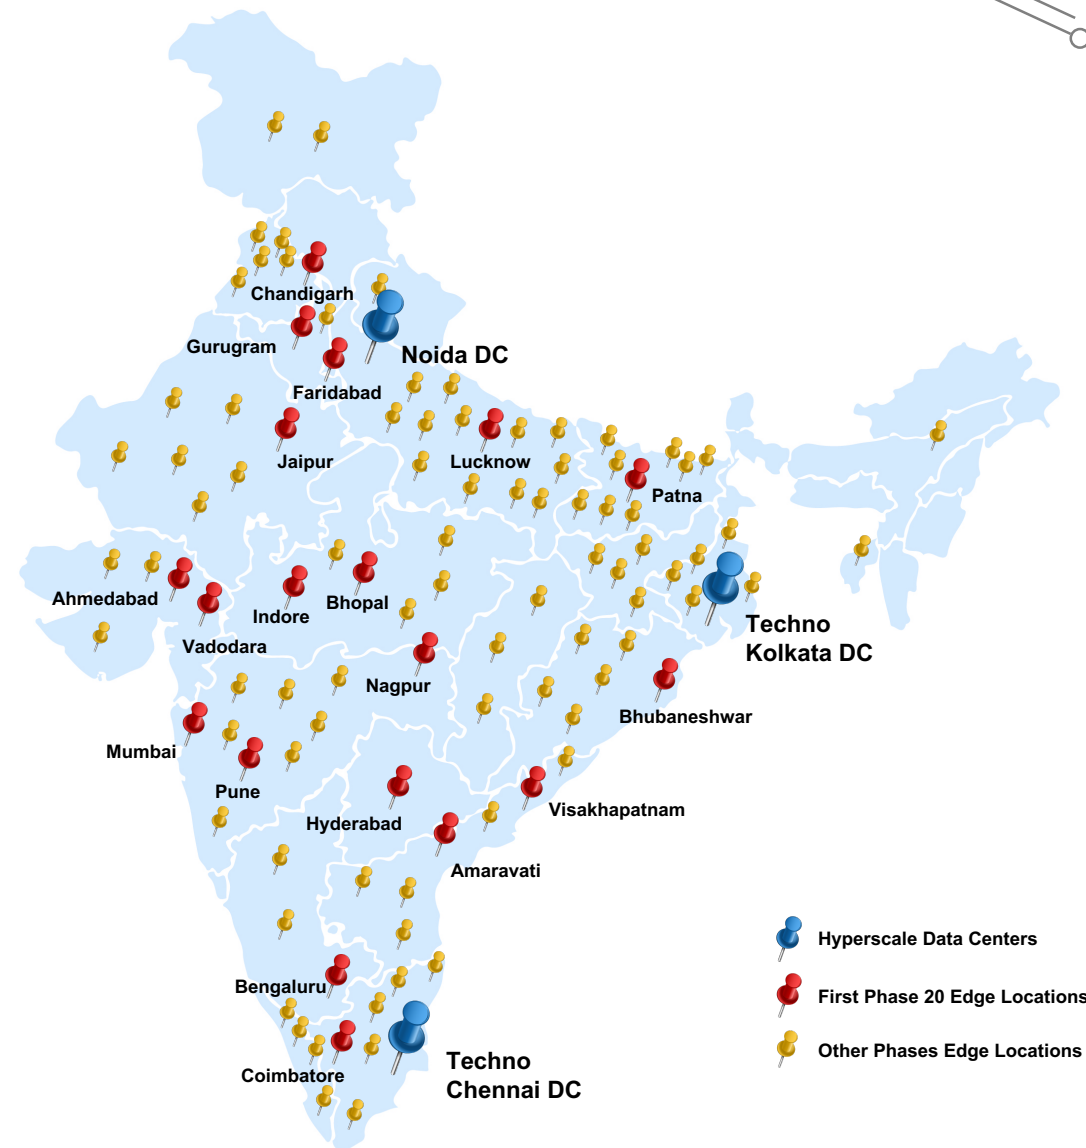 Chandigarh
Gurugram
Noida DC
Faridabad
Jaipur
Lucknow
Patna
Ahmedabad
Indore
Bhopal
Vadodara
Techno
Kolkata DC
Nagpur
Bhubaneshwar
Mumbai
Pune
Hyderabad
Visakhapatnam
Amaravati
Hyperscale Data Centers
Bengaluru
First Phase 20 Edge Locations
Other Phases Edge Locations
Coimbatore
Techno
Chennai DC